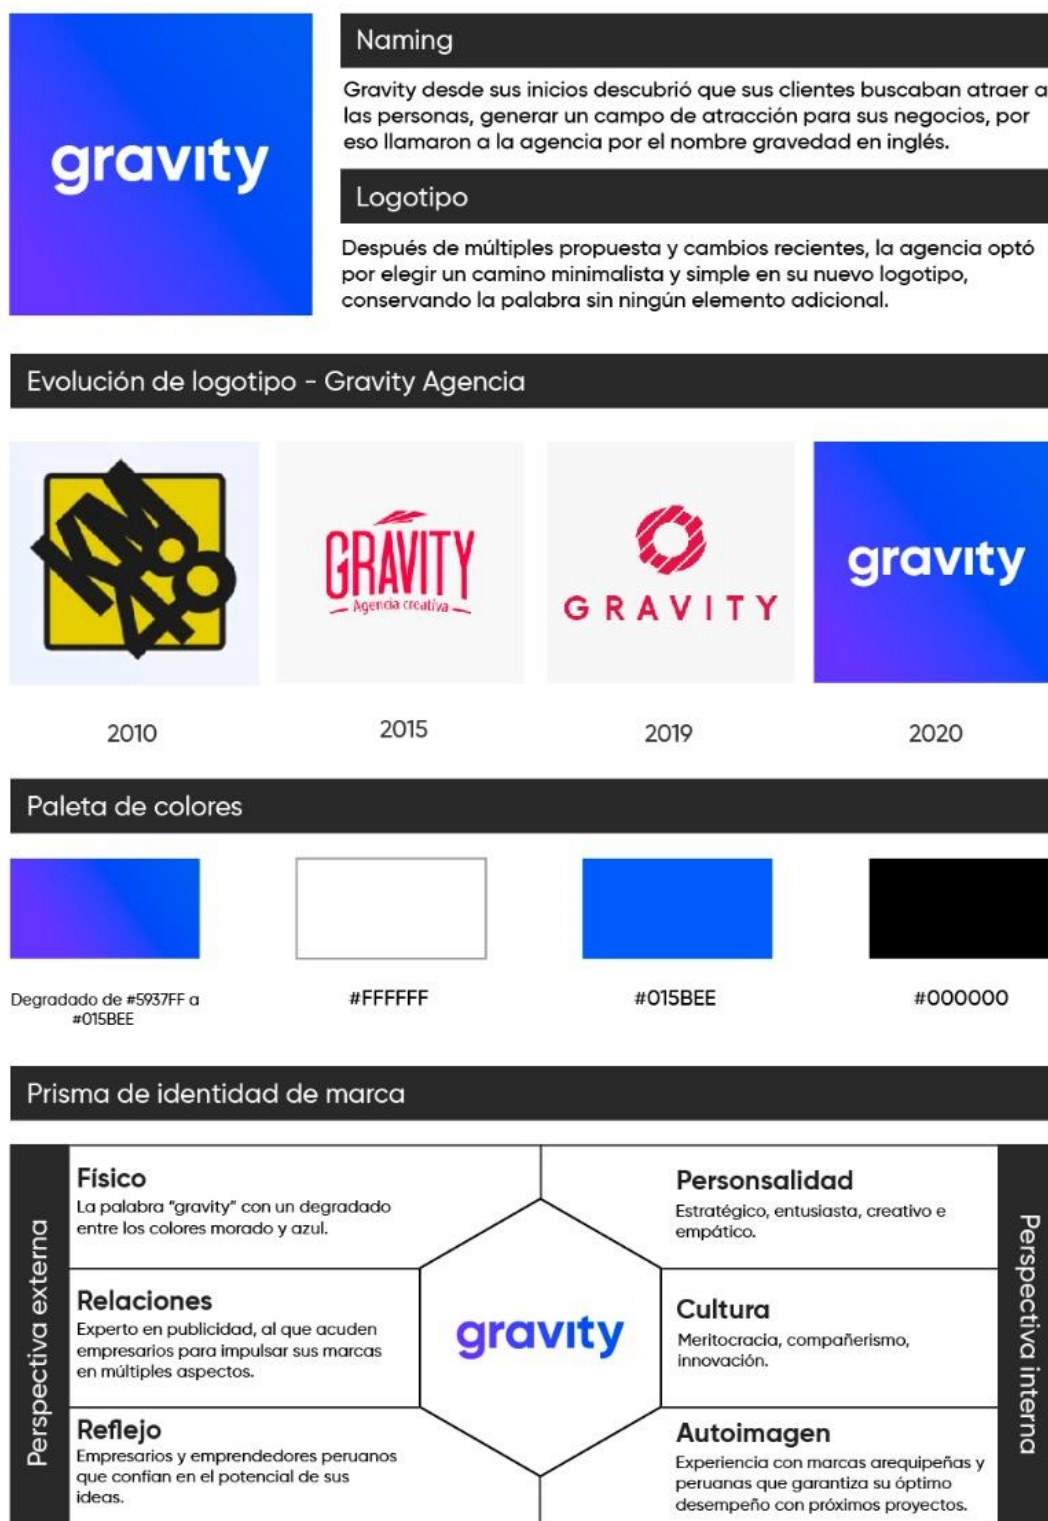 gravity
Naming
Gravity desde sus inicios descubrió que sus clientes buscaban atraer a
las personas, generar un campo de atracción para sus negocios, por
eso llamaron a la agencia por el nombre gravedad en inglés.
Logotipo
Después de múltiples propuesta y cambios recientes, la agencia optó
por elegir un camino minimalista y simple en su nuevo logotipo,
conservando la palabra sin ningún elemento adicional.
Evolución de logotipo - Gravity Agencia
KM
48
GRAVITY
Agencia creativa
GRAVITY
gravity
2010
2015
2019
2020
Paleta de colores
Degradado de #5937FF a
#015BEE
#FFFFFF
#015BEE
#000000
Prisma de identidad de marca
Perspectiva externa
Físico
La palabra "gravity" con un degradado
entre los colores morado y azul.
Relaciones
Experto en publicidad, al que acuden
empresarios para impulsar sus marcas
en múltiples aspectos.
Reflejo
Empresarios y emprendedores peruanos
que confían en el potencial de sus
ideas.
gravity
Personsalidad
Estratégico, entusiasta, creativo e
empático.
Cultura
Meritocracia, compañerismo,
innovación.
Autoimagen
Experiencia con marcas arequipeñas y
peruanas que garantiza su óptimo
desempeño con próximos proyectos.
Perspectiva interna